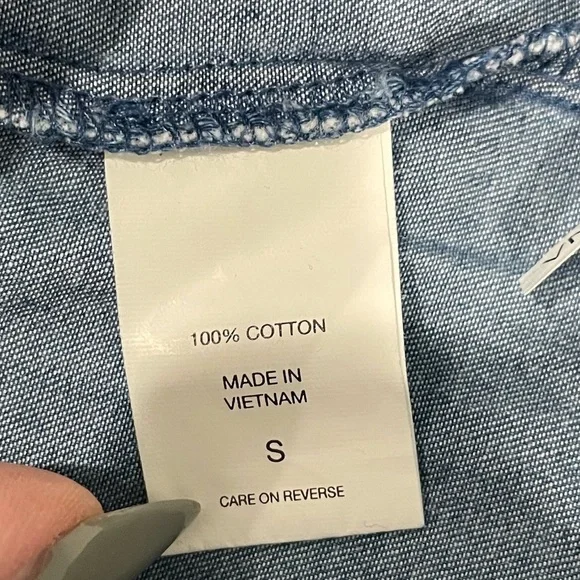 100% COTTON
MADE IN
VIETNAM
S
CARE ON REVERSE